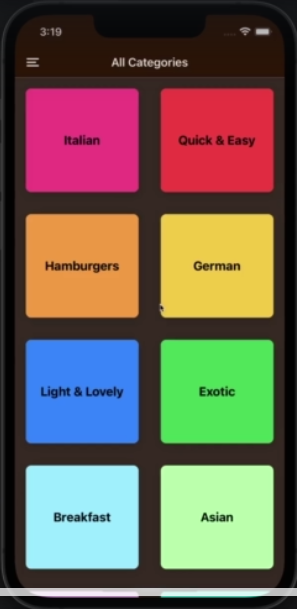 3:19
All Categories
Italian
Quick & Easy
Hamburgers
German
Light & Lovely
Exotic
Breakfast
Asian